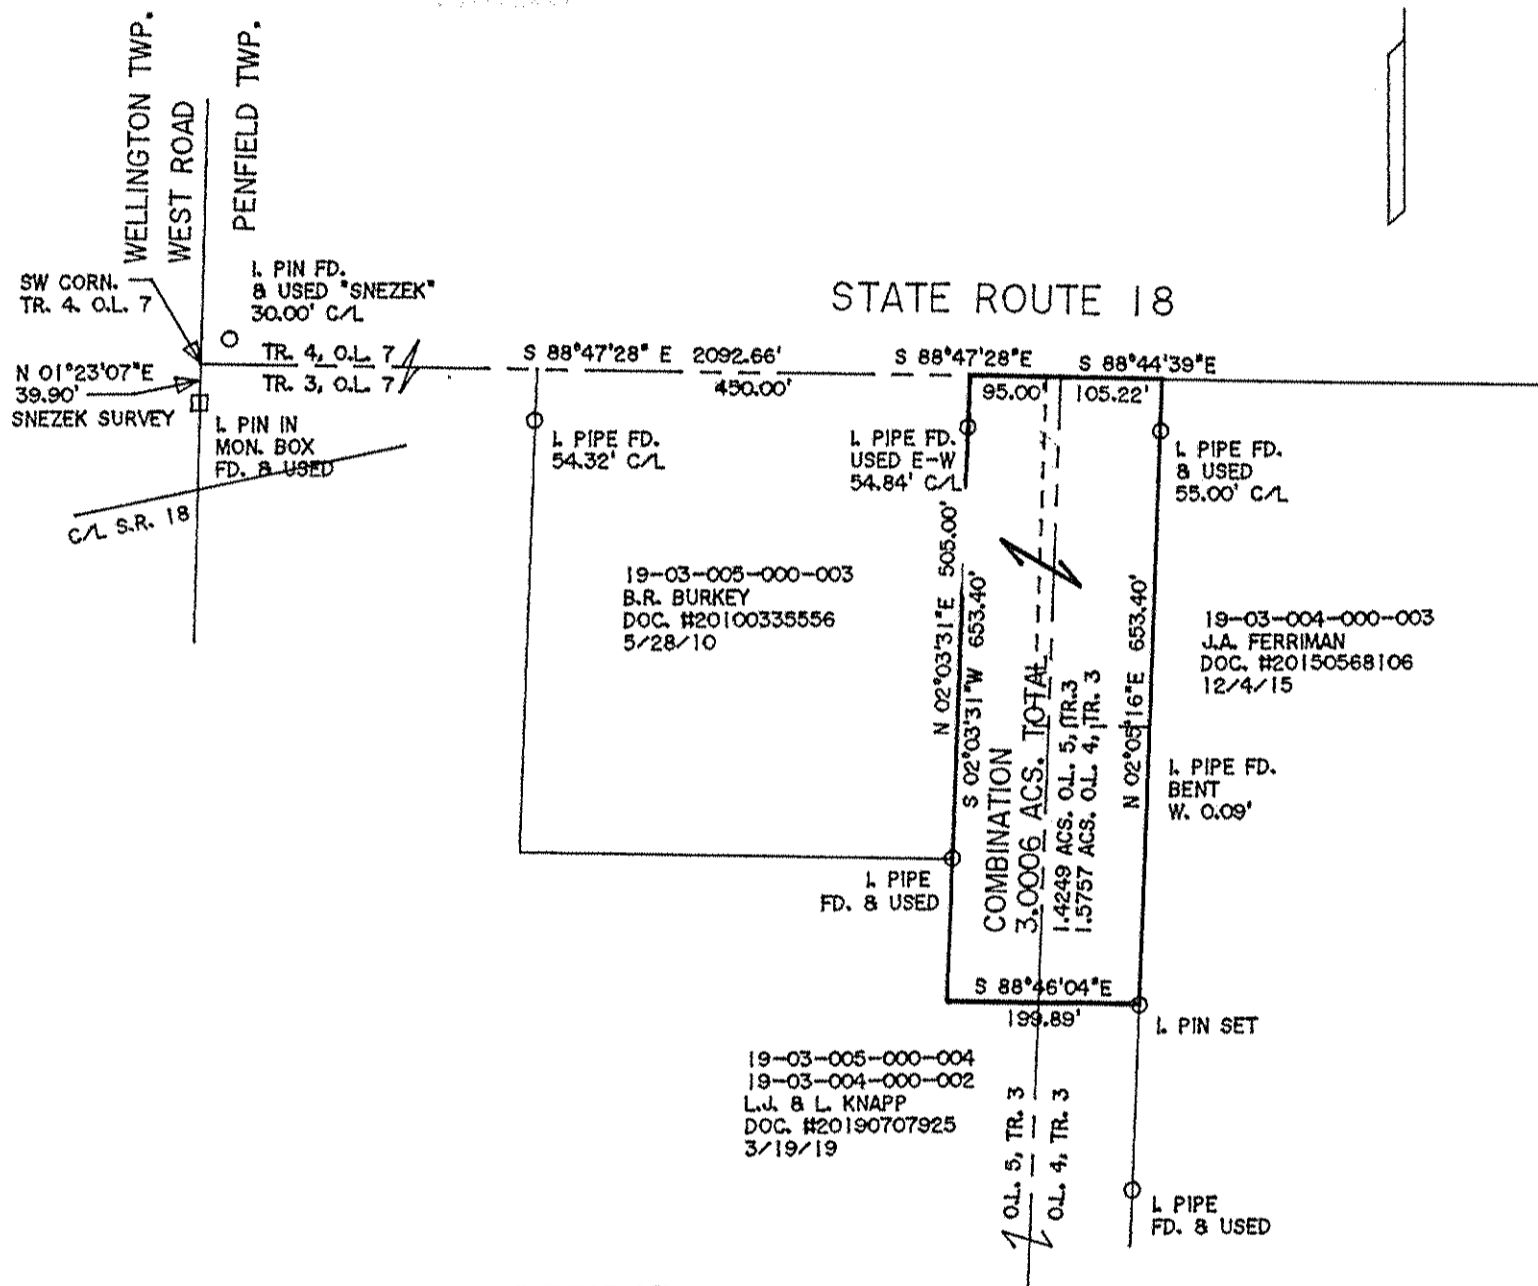 WELLINGTON TWP.
WEST ROAD
PENFIELD TWP.
SW CORN.
TR. 4. O.L. 7
I. PIN FD.
& USED "SNEZEK"
30.00' C/L
N 01°23'07"E
39.90'
SNEZEK SURVEY
TR. 4, O.L. 7
TR. 3, O.L. 7
I. PIN IN
MON. BOX
FD. & USED
C/L S.R. 18
STATE ROUTE 18
S 88°47'28" E 2092.66'
450.00'
S 88°47'28"E
95.00'
S 88°44'39"E
105.22'
I. PIPE FD.
54.32' C/L
I. PIPE FD.
USED E-W
54.84' C/L
I. PIPE FD.
& USED
55.00' C/L
19-03-005-000-003
B.R. BURKEY
DOC. #20100335556
5/28/10
N 02°03'31"E 505.00'
S 02°03'31"W 653.40'
COMBINATION
3.0006 ACS. TOTAL
1.4249 ACS. O.L. 5, TR.3
1.5757 ACS. O.L. 4, TR. 3
N 02°05'16"E 653.40'
19-03-004-000-003
J.A. FERRIMAN
DOC. #20150568106
12/4/15
I. PIPE FD.
BENT
W. 0.09'
I. PIPE
FD. & USED
S 88°46'04"E
199.89'
I. PIN SET
19-03-005-000-004
19-03-004-000-002
L.J. & L. KNAPP
DOC. #20190707925
3/19/19
O.L. 5, TR. 3
O.L. 4, TR. 3
I. PIPE
FD. & USED